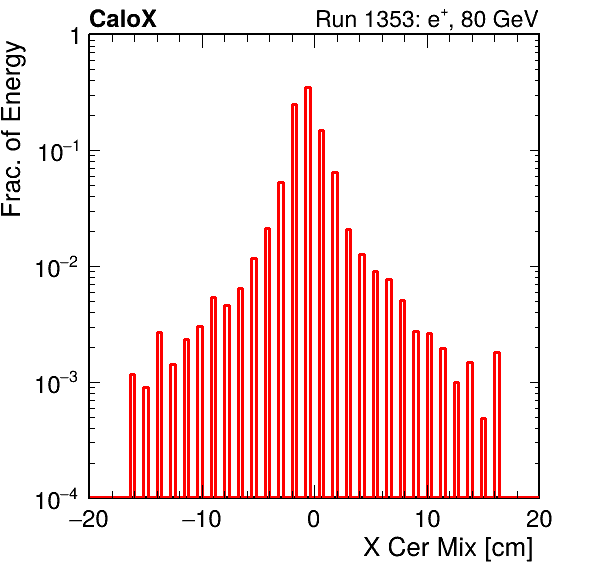 CaloX
Run 1353: e⁺, 80 GeV
Frac. of Energy
1
10⁻¹
10⁻²
10⁻³
10⁻⁴
−20
−10
0
10
20
X Cer Mix [cm]